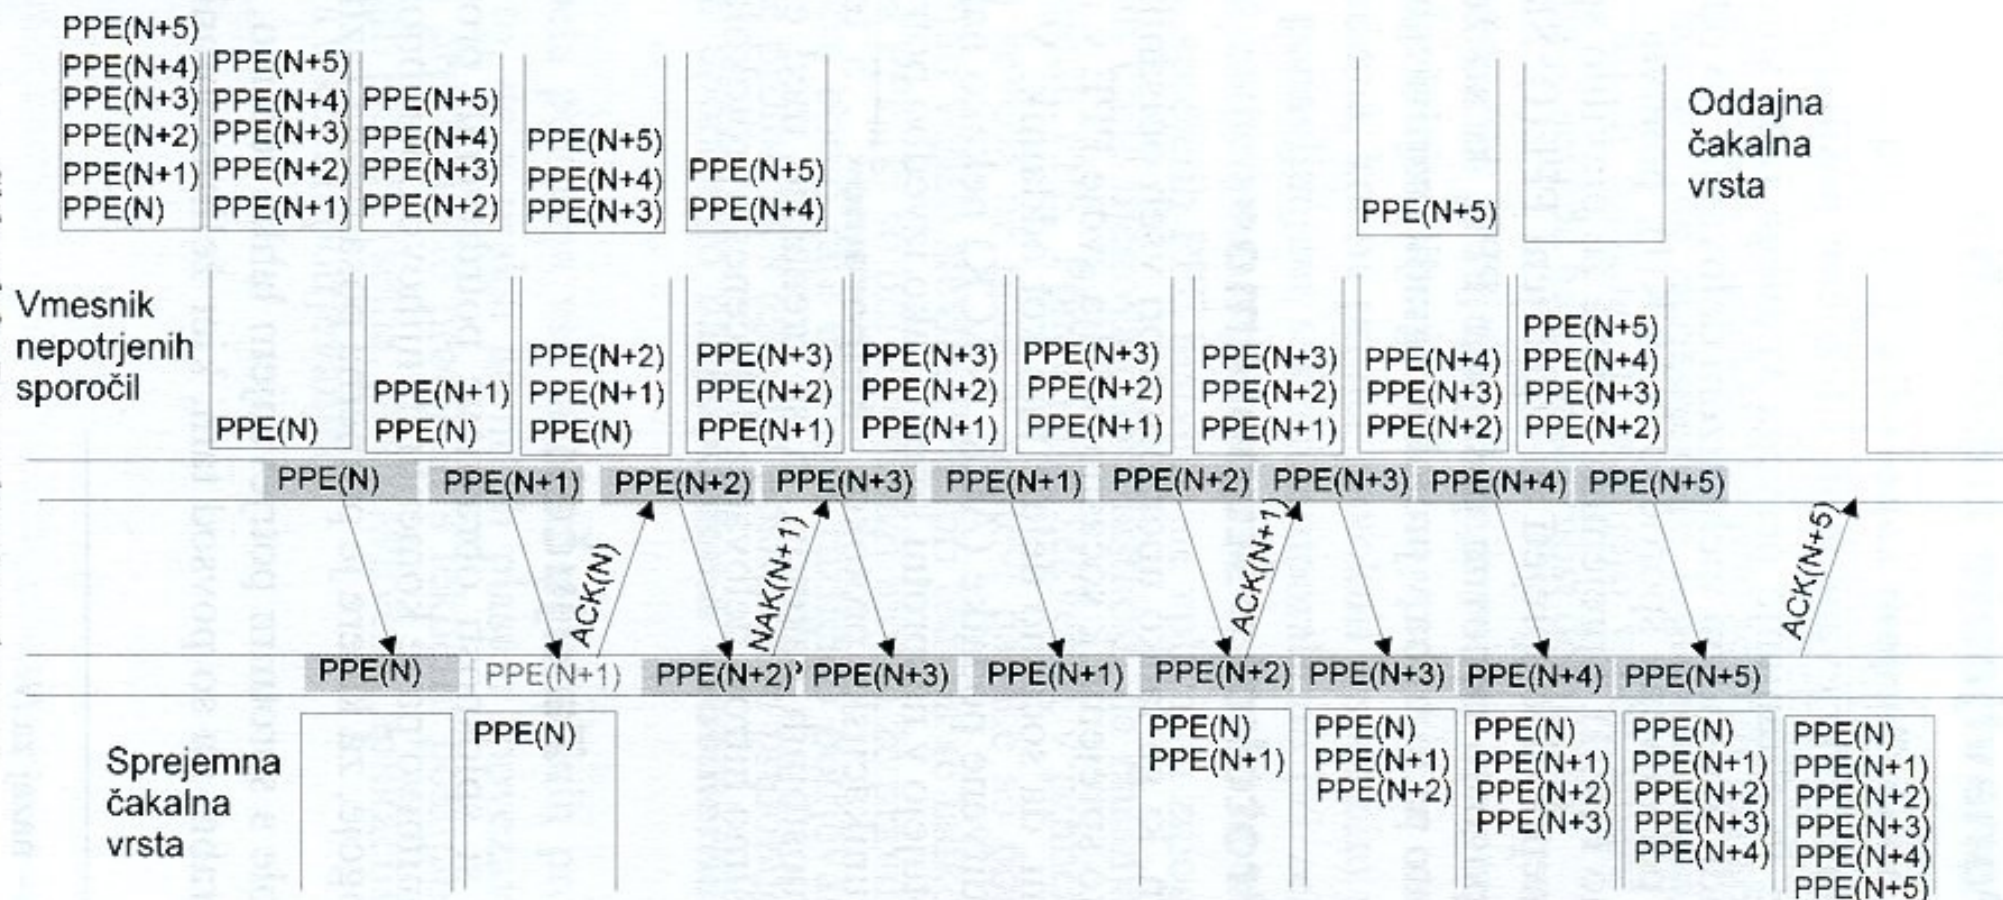 PPE(N+5)
PPE(N+4)
PPE(N+3)
PPE(N+2)
PPE(N+1)
PPE(N)
PPE(N+5)
PPE(N+4)
PPE(N+3)
PPE(N+2)
PPE(N+1)
PPE(N+5)
PPE(N+4)
PPE(N+3)
PPE(N+2)
PPE(N+5)
PPE(N+4)
PPE(N+3)
PPE(N+5)
PPE(N+4)
PPE(N+5)
Oddajna
čakalna
vrsta
Vmesnik
nepotrjenih
sporočil
PPE(N)
PPE(N+1)
PPE(N)
PPE(N+2)
PPE(N+1)
PPE(N)
PPE(N+3)
PPE(N+2)
PPE(N+1)
PPE(N+3)
PPE(N+2)
PPE(N+1)
PPE(N+3)
PPE(N+2)
PPE(N+1)
PPE(N+3)
PPE(N+2)
PPE(N+1)
PPE(N+4)
PPE(N+3)
PPE(N+2)
PPE(N+5)
PPE(N+4)
PPE(N+3)
PPE(N+2)
PPE(N) PPE(N+1) PPE(N+2) PPE(N+3) PPE(N+1) PPE(N+2) PPE(N+3) PPE(N+4) PPE(N+5)
ACK(N)
NAK(N+1)
ACK(N+1)
ACK(N+5)
PPE(N) PPE(N+1) PPE(N+2) PPE(N+3) PPE(N+1) PPE(N+2) PPE(N+3) PPE(N+4) PPE(N+5)
Sprejemna
čakalna
vrsta
PPE(N)
PPE(N)
PPE(N+1)
PPE(N)
PPE(N+1)
PPE(N+2)
PPE(N)
PPE(N+1)
PPE(N+2)
PPE(N+3)
PPE(N)
PPE(N+1)
PPE(N+2)
PPE(N+3)
PPE(N+4)
PPE(N)
PPE(N+1)
PPE(N+2)
PPE(N+3)
PPE(N+4)
PPE(N+5)